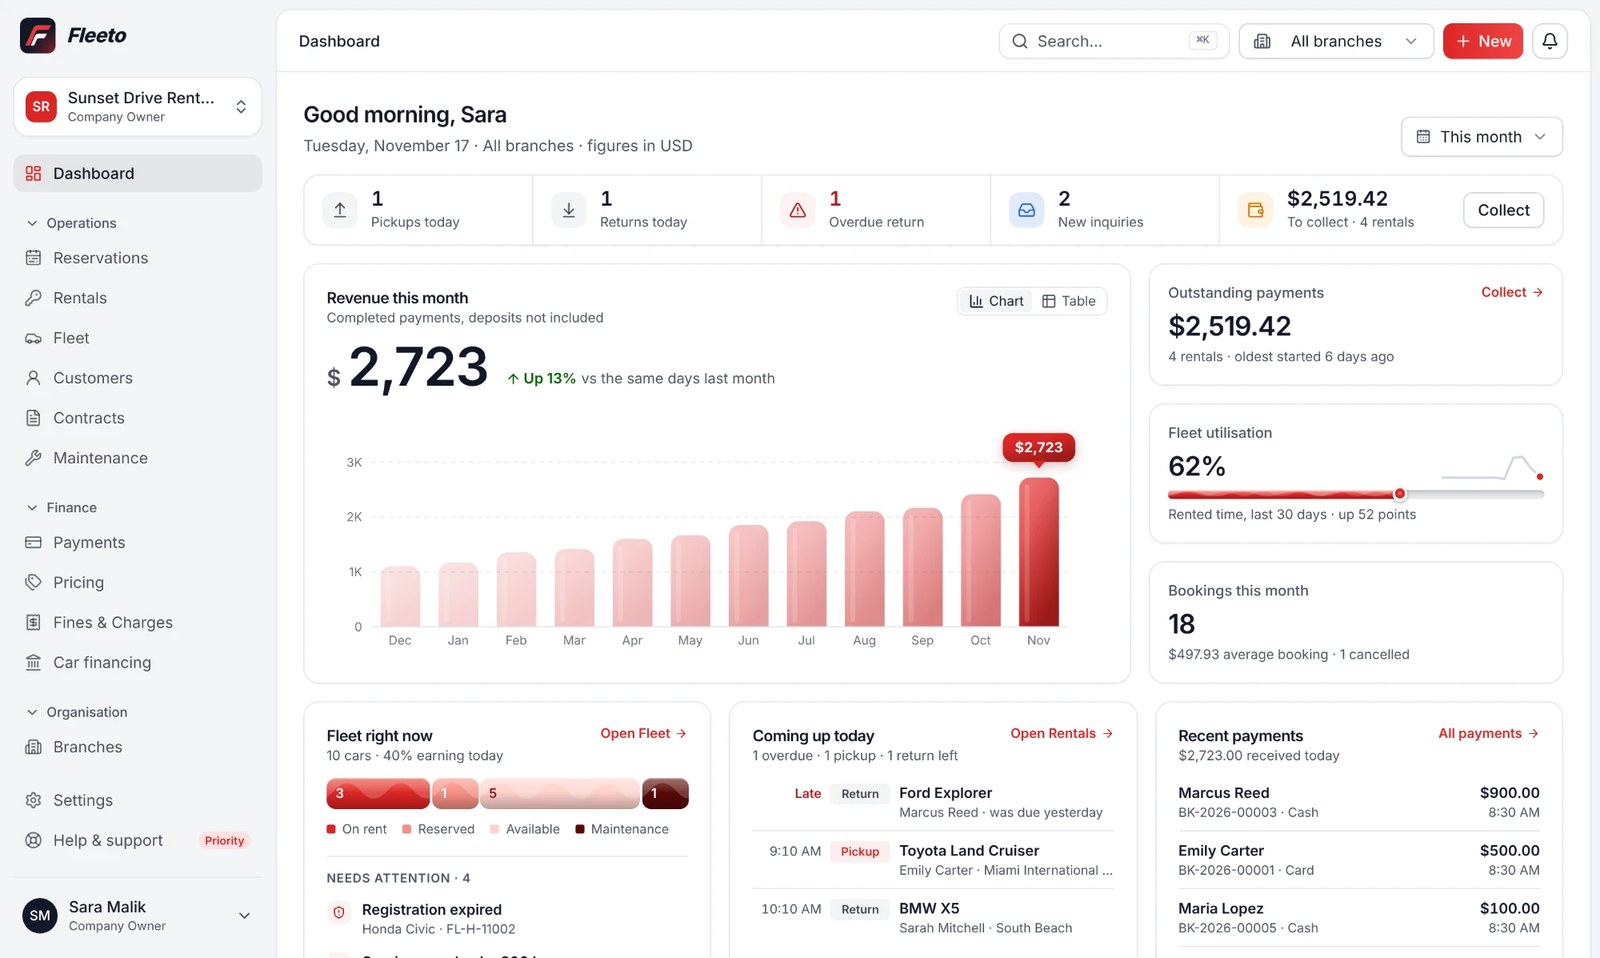 Fleeto
SR
Sunset Drive Rent...
Company Owner
Dashboard
Operations
Reservations
Rentals
Fleet
Customers
Contracts
Maintenance
Finance
Payments
Pricing
Fines & Charges
Car financing
Organisation
Branches
Settings
Help & support
Priority
SM
Sara Malik
Company Owner
Dashboard
Search...
⌘K
All branches
+ New
Good morning, Sara
Tuesday, November 17 · All branches · figures in USD
This month
1
Pickups today
1
Returns today
1
Overdue return
2
New inquiries
$2,519.42
To collect · 4 rentals
Collect
Revenue this month
Completed payments, deposits not included
Chart
Table
$ 2,723
↑ Up 13% vs the same days last month
$2,723
3K
2K
1K
0
Dec Jan Feb Mar Apr May Jun Jul Aug Sep Oct Nov
Outstanding payments
Collect →
$2,519.42
4 rentals · oldest started 6 days ago
Fleet utilisation
62%
Rented time, last 30 days · up 52 points
Bookings this month
18
$497.93 average booking · 1 cancelled
Fleet right now
Open Fleet →
10 cars · 40% earning today
3 1 5 1
On rent Reserved Available Maintenance
NEEDS ATTENTION · 4
Registration expired
Honda Civic · FL-H-11002
Coming up today
Open Rentals →
1 overdue · 1 pickup · 1 return left
Late Return Ford Explorer
Marcus Reed · was due yesterday
9:10 AM Pickup Toyota Land Cruiser
Emily Carter · Miami International ...
10:10 AM Return BMW X5
Sarah Mitchell · South Beach
Recent payments
All payments →
$2,723.00 received today
Marcus Reed $900.00
BK-2026-00003 · Cash 8:30 AM
Emily Carter $500.00
BK-2026-00001 · Card 8:30 AM
Maria Lopez $100.00
BK-2026-00005 · Cash 8:30 AM